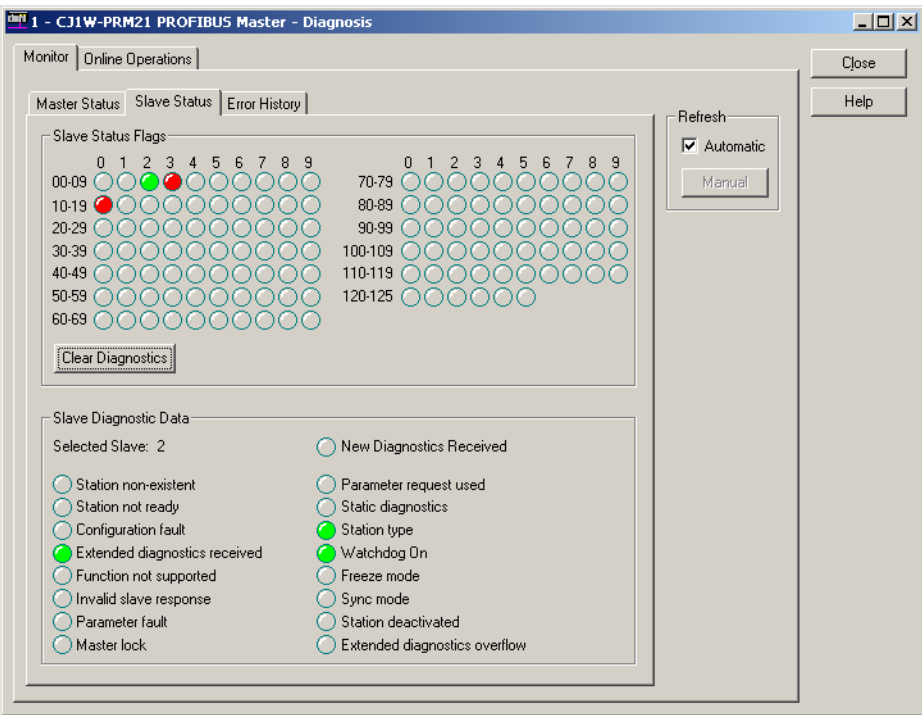 1 - CJ1W-PRM21 PROFIBUS Master - Diagnosis
Monitor Online Operations
Close
Help
Master Status Slave Status Error History
Refresh
Automatic
Manual
Slave Status Flags
0 1 2 3 4 5 6 7 8 9
00-09
10-19
20-29
30-39
40-49
50-59
60-69
0 1 2 3 4 5 6 7 8 9
70-79
80-89
90-99
100-109
110-119
120-125
Clear Diagnostics
Slave Diagnostic Data
Selected Slave: 2
New Diagnostics Received
Station non-existent
Station not ready
Configuration fault
Extended diagnostics received
Function not supported
Invalid slave response
Parameter fault
Master lock
Parameter request used
Static diagnostics
Station type
Watchdog On
Freeze mode
Sync mode
Station deactivated
Extended diagnostics overflow